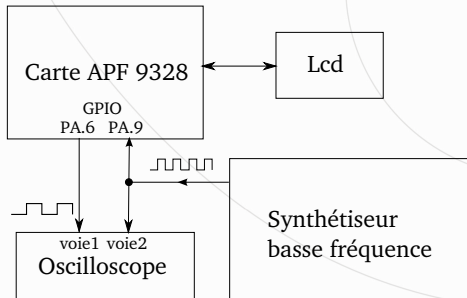 Carte APF 9328
Lcd
GPIO
PA.6 PA.9
Synthétiseur
basse fréquence
voie1 voie2
Oscilloscope